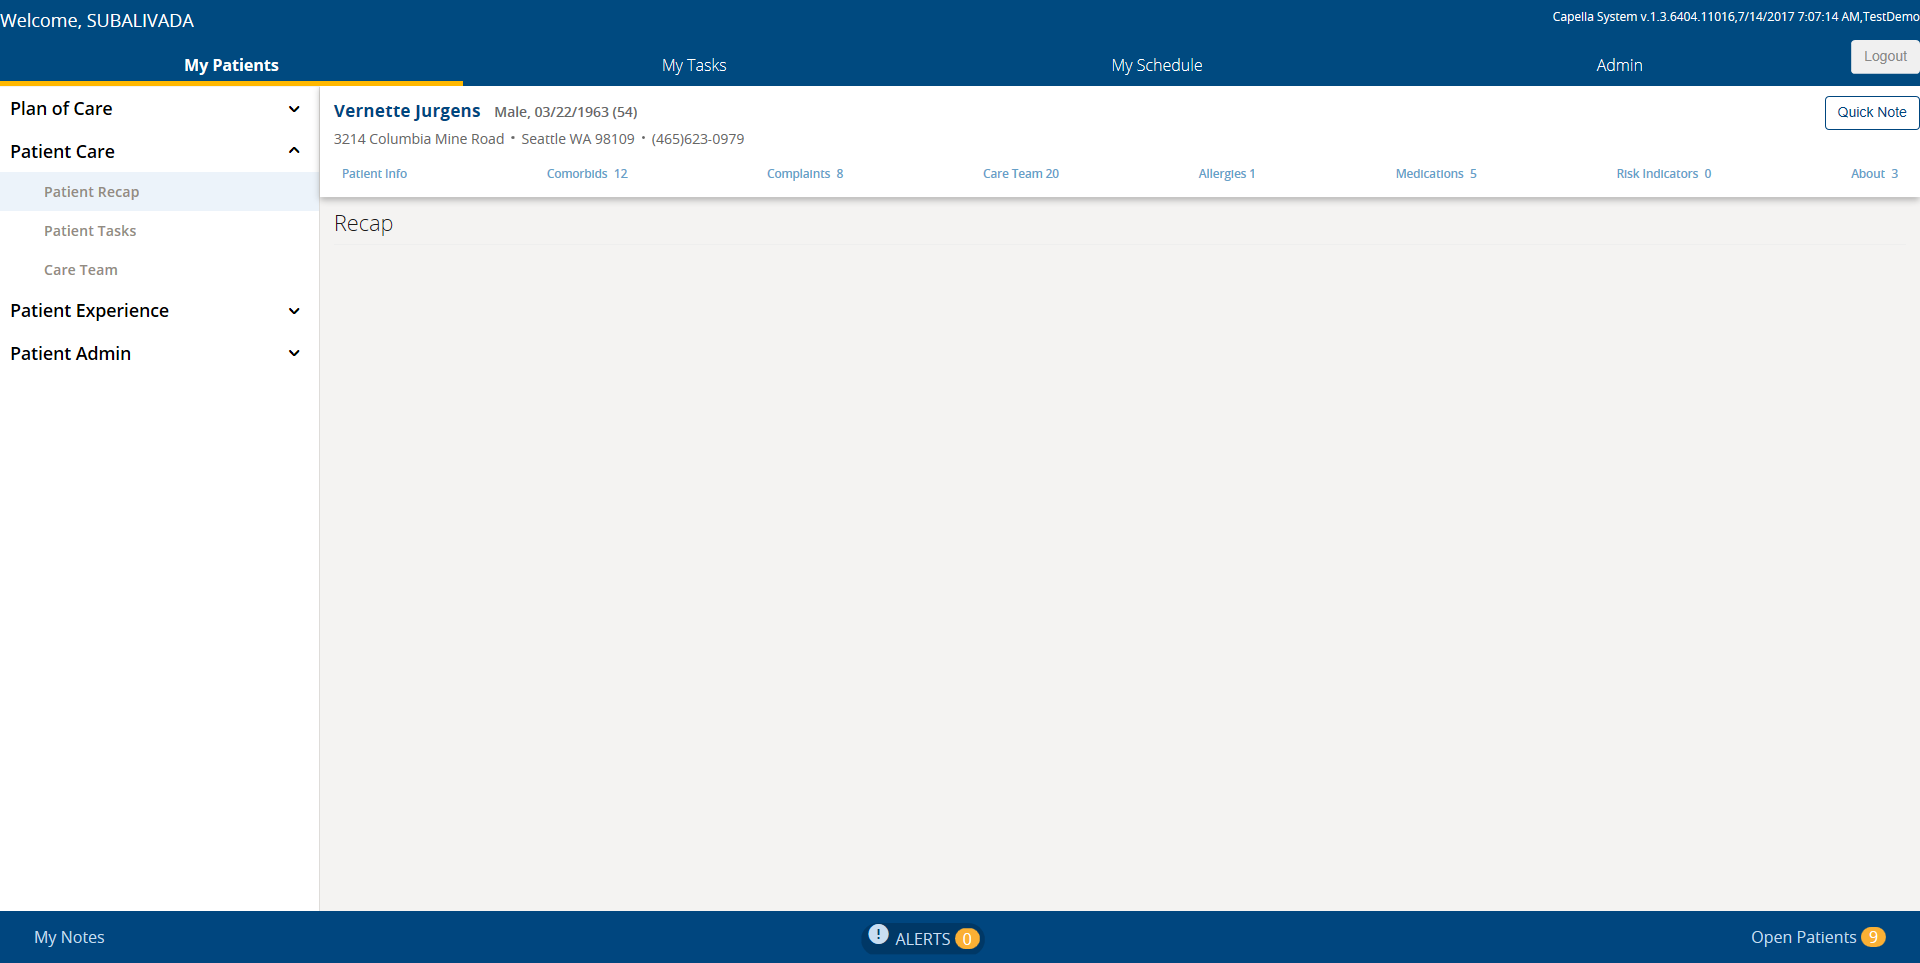 Welcome, SUBALIVADA
Capella System v.1.3.6404.11016,7/14/2017 7:07:14 AM,TestDemo
My Patients
My Tasks
My Schedule
Admin
Logout
Plan of Care
Patient Care
Patient Recap
Patient Tasks
Care Team
Patient Experience
Patient Admin
Vernette Jurgens Male, 03/22/1963 (54)
Quick Note
3214 Columbia Mine Road • Seattle WA 98109 • (465)623-0979
Patient Info
Comorbids 12
Complaints 8
Care Team 20
Allergies 1
Medications 5
Risk Indicators 0
About 3
Recap
My Notes
ALERTS 0
Open Patients 9